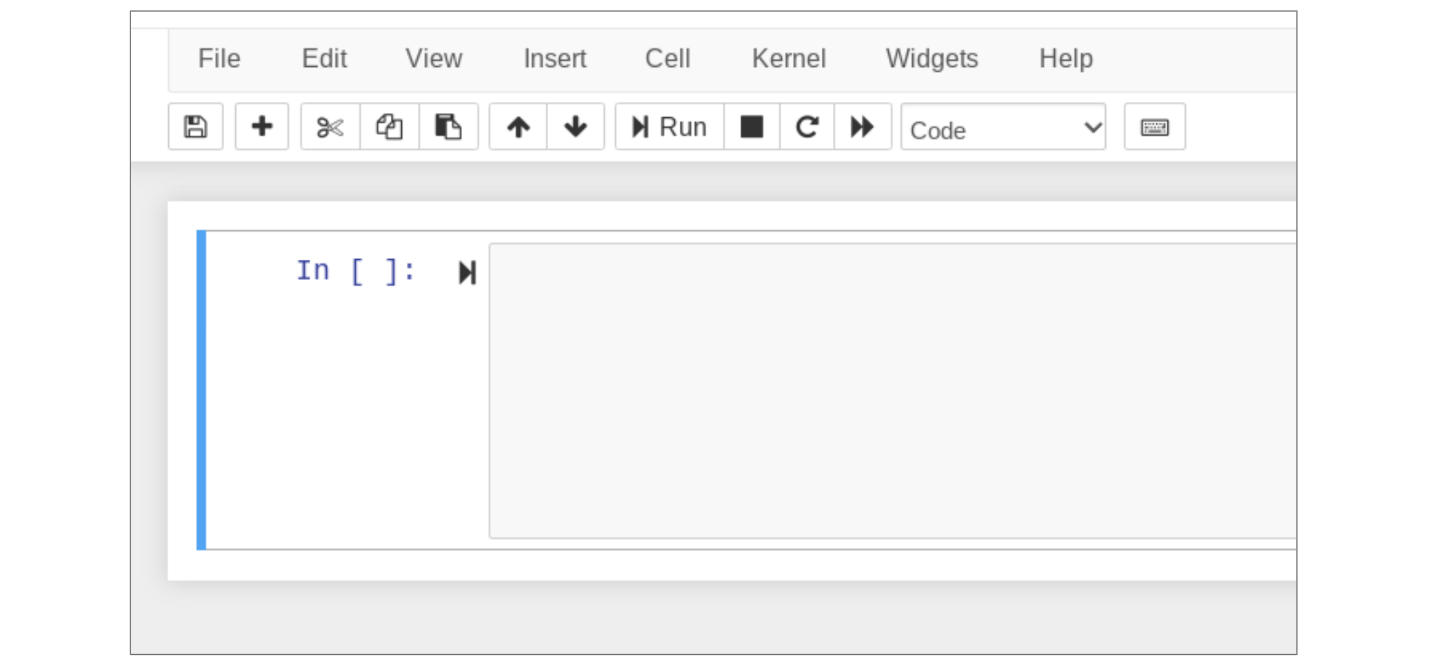 File Edit View Insert Cell Kernel Widgets Help
Run Code
In [ ]: